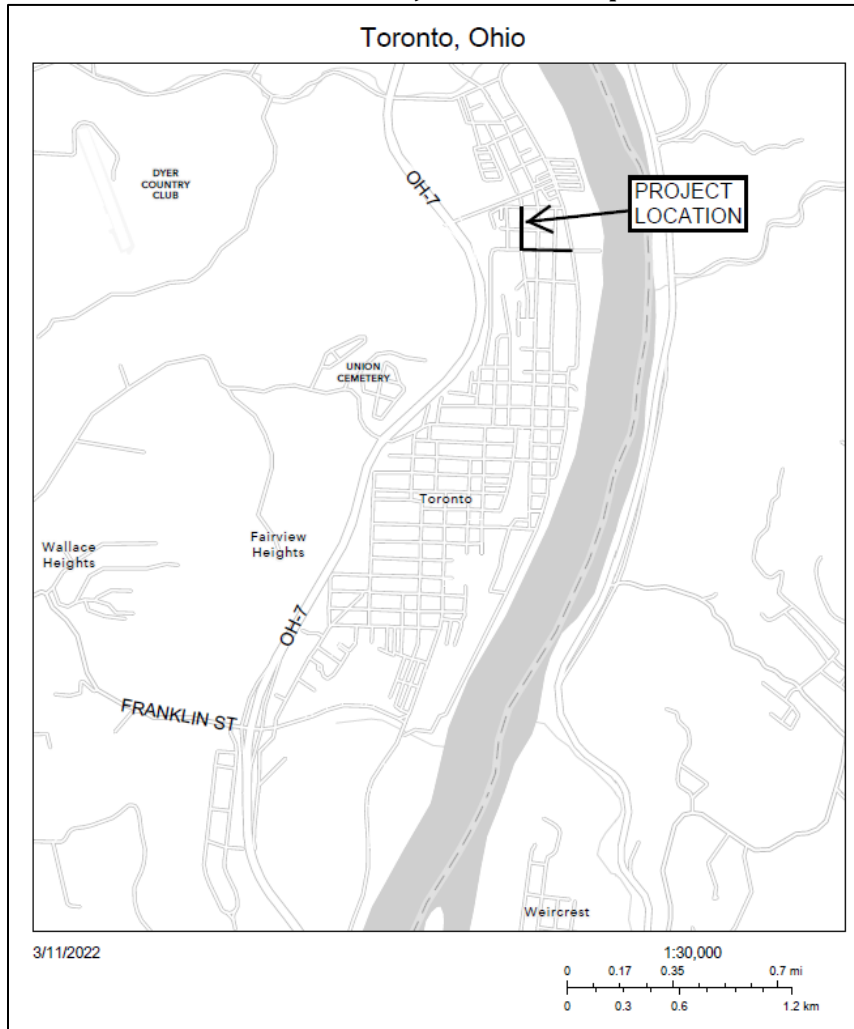 Toronto, Ohio
DYER
COUNTRY
CLUB
OH-7
PROJECT
LOCATION
UNION
CEMETERY
Toronto
Wallace
Heights
Fairview
Heights
OH-7
FRANKLIN ST
Weircrest
3/11/2022
1:30,000
0 0.17 0.35 0.7 mi
0 0.3 0.6 1.2 km